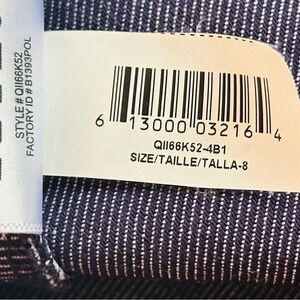 STYLE# QII66K52
FACTORY ID # B1393POL
6 13000 03216 4
QII66K52-4B1
SIZE/TAILLE/TALLA-8